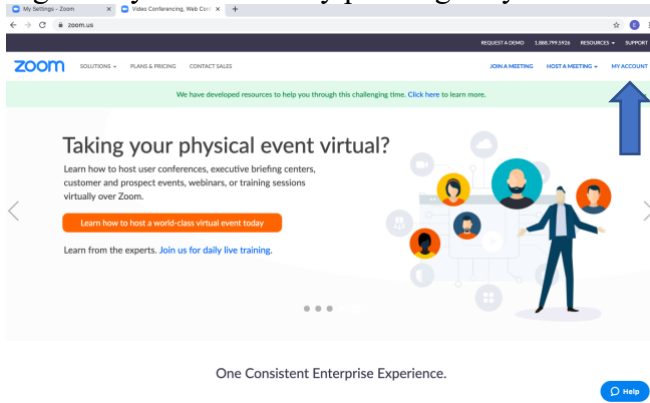 My Settings - Zoom
Video Conferencing, Web Conf
zoom.us
E
REQUEST A DEMO 1.888.799.5926 RESOURCES SUPPORT
zoom SOLUTIONS PLANS & PRICING CONTACT SALES JOIN A MEETING HOST A MEETING MY ACCOUNT
We have developed resources to help you through this challenging time. Click here to learn more.
Taking your physical event virtual?
Learn how to host user conferences, executive briefing centers,
customer and prospect events, webinars, or training sessions
virtually over Zoom.
Learn how to host a world-class virtual event today
Learn from the experts. Join us for daily live training.
One Consistent Enterprise Experience.
Help